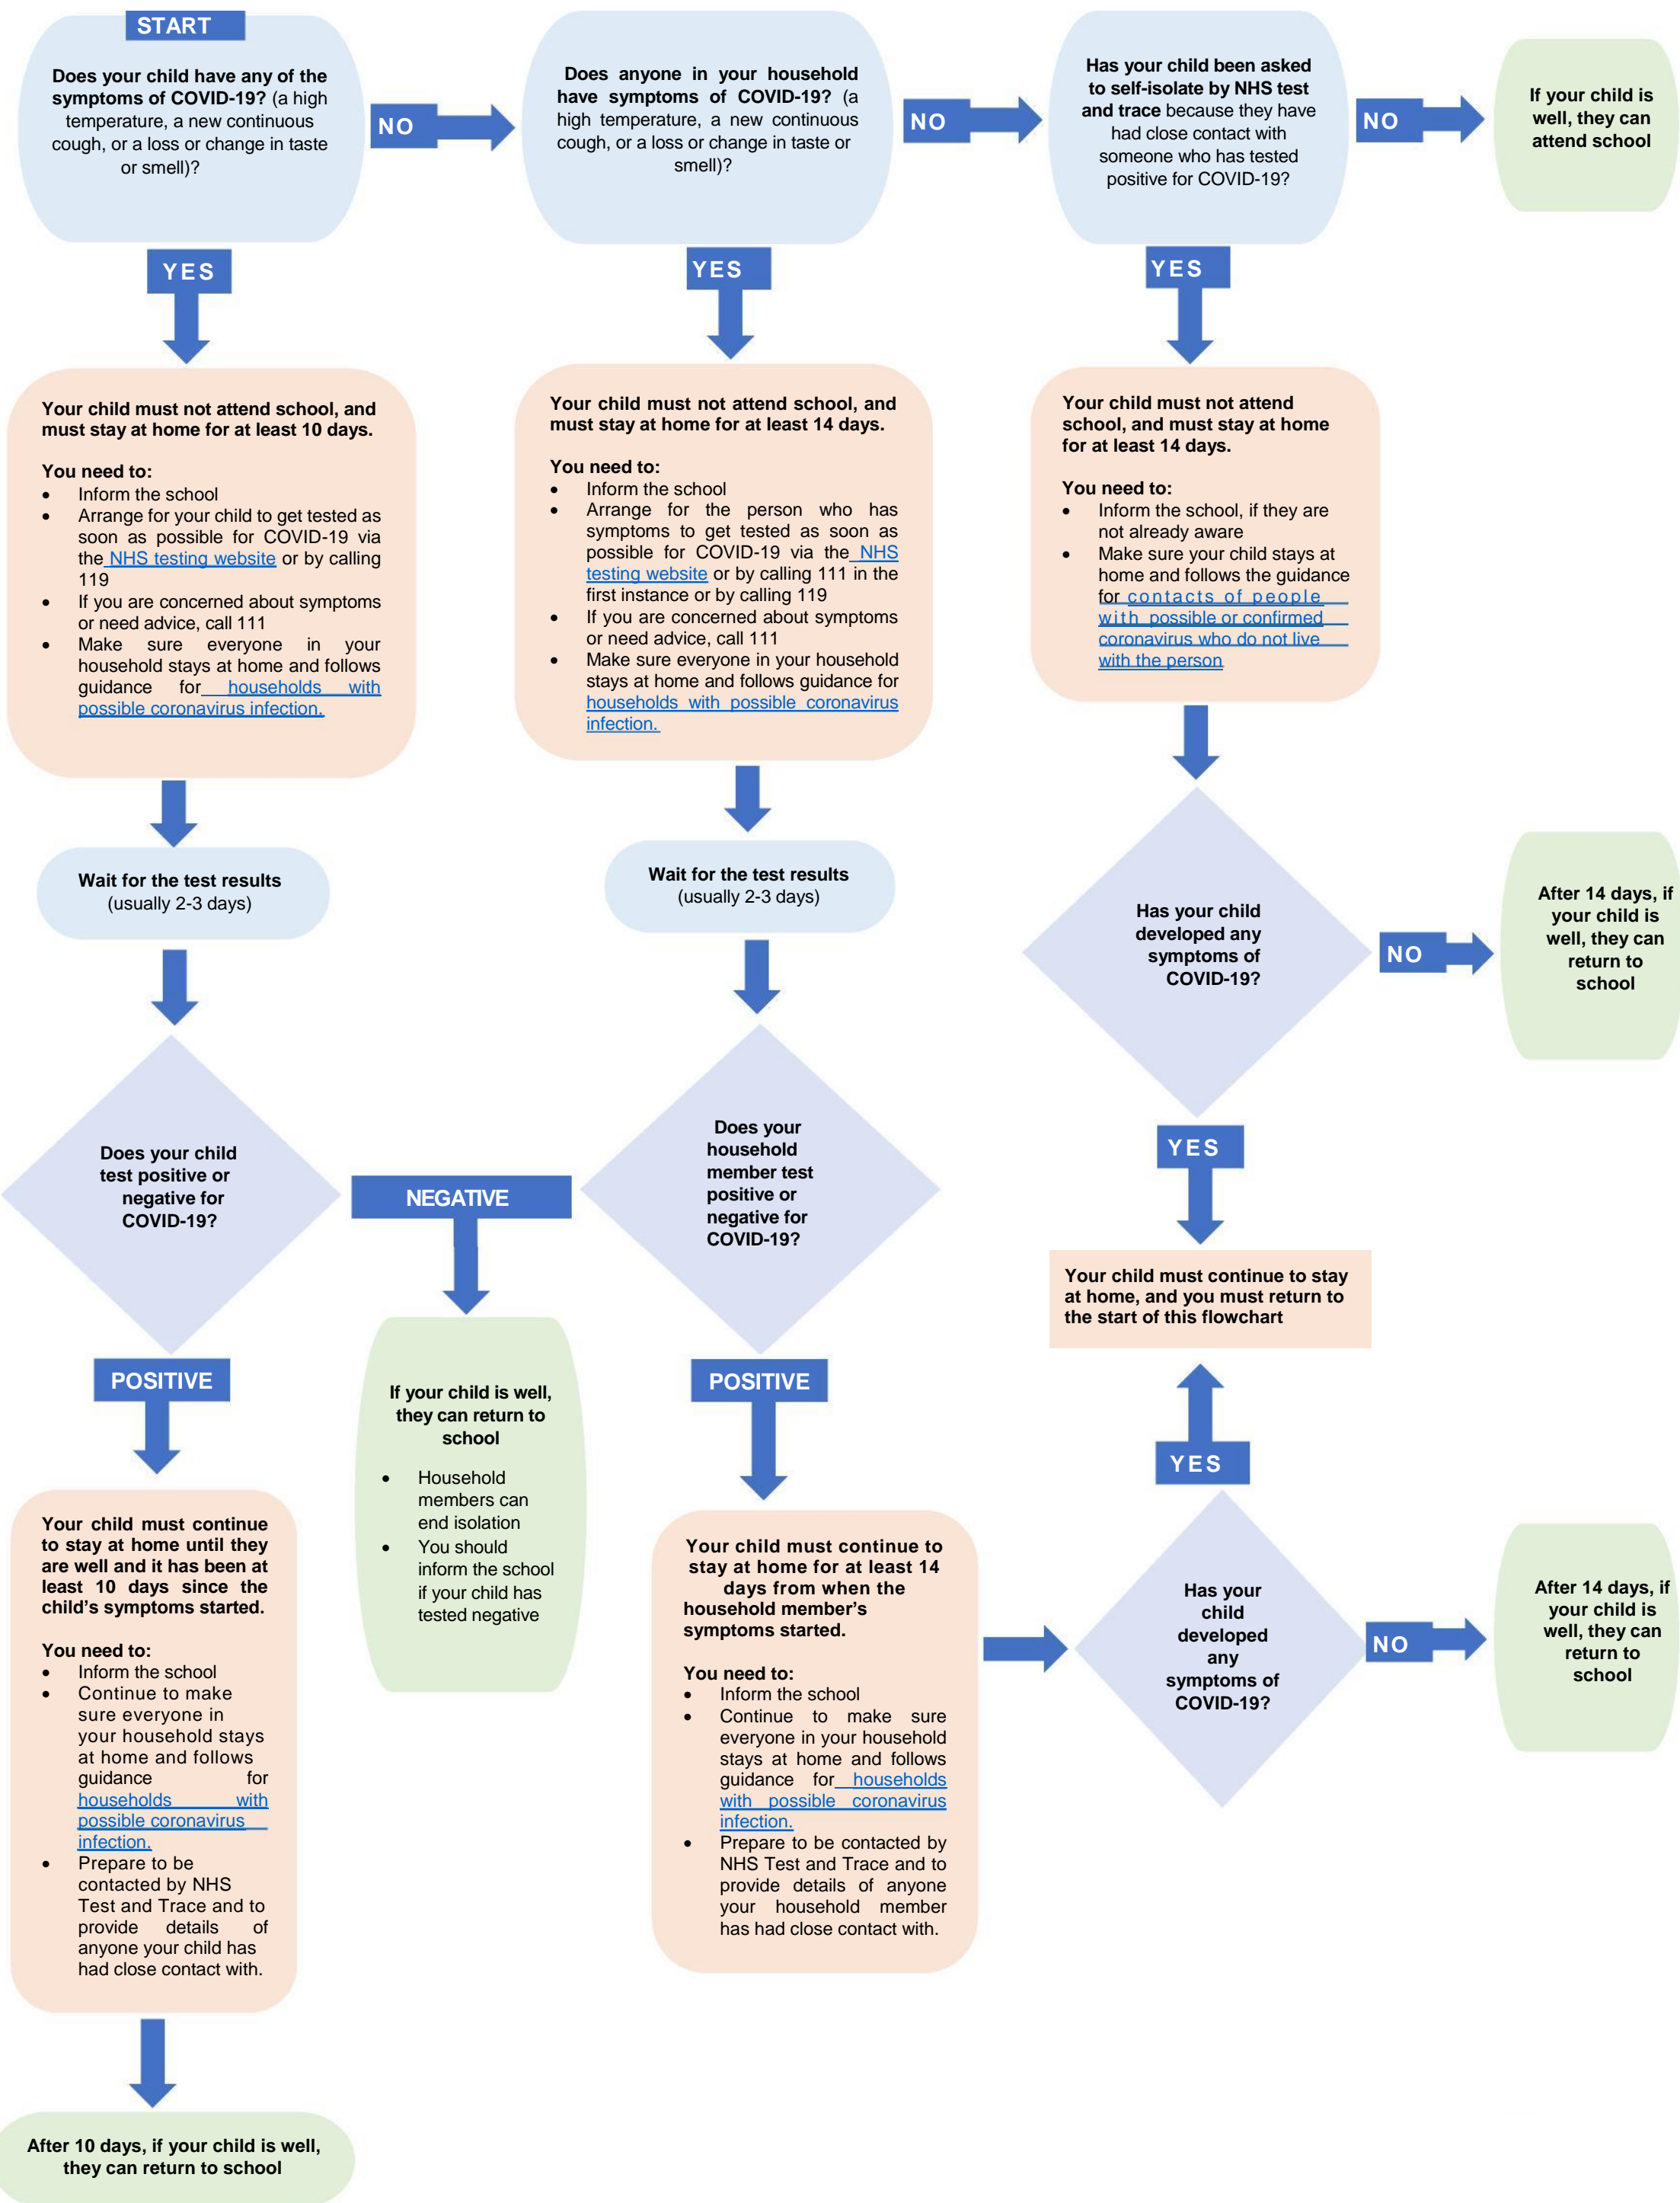 START
Does your child have any of the
symptoms of COVID-19? (a high
temperature, a new continuous
cough, or a loss or change in taste
or smell)?
NO
Does anyone in your household
have symptoms of COVID-19? (a
high temperature, a new continuous
cough, or a loss or change in taste or
smell)?
NO
Has your child been asked
to self-isolate by NHS test
and trace because they have
had close contact with
someone who has tested
positive for COVID-19?
NO
If your child is
well, they can
attend school
YES
YES
YES
Your child must not attend school, and
must stay at home for at least 10 days.
You need to:
• Inform the school
• Arrange for your child to get tested as
soon as possible for COVID-19 via
the NHS testing website or by calling
119
• If you are concerned about symptoms
or need advice, call 111
• Make sure everyone in your
household stays at home and follows
guidance for households with
possible coronavirus infection.
Your child must not attend school, and
must stay at home for at least 14 days.
You need to:
• Inform the school
• Arrange for the person who has
symptoms to get tested as soon as
possible for COVID-19 via the NHS
testing website or by calling 111 in the
first instance or by calling 119
• If you are concerned about symptoms
or need advice, call 111
• Make sure everyone in your household
stays at home and follows guidance for
households with possible coronavirus
infection.
Your child must not attend
school, and must stay at home
for at least 14 days.
You need to:
• Inform the school, if they are
not already aware
• Make sure your child stays at
home and follows the guidance
for contacts of people
with possible or confirmed
coronavirus who do not live
with the person
Wait for the test results
(usually 2-3 days)
Wait for the test results
(usually 2-3 days)
Has your child
developed any
symptoms of
COVID-19?
NO
After 14 days, if
your child is
well, they can
return to
school
Does your child
test positive or
negative for
COVID-19?
NEGATIVE
Does your
household
member test
positive or
negative for
COVID-19?
YES
Your child must continue to stay
at home, and you must return to
the start of this flowchart
POSITIVE
If your child is well,
they can return to
school
• Household
members can
end isolation
• You should
inform the school
if your child has
tested negative
POSITIVE
YES
Your child must continue
to stay at home until they
are well and it has been at
least 10 days since the
child’s symptoms started.
You need to:
• Inform the school
• Continue to make
sure everyone in
your household stays
at home and follows
guidance for
households with
possible coronavirus
infection.
• Prepare to be
contacted by NHS
Test and Trace and to
provide details of
anyone your child has
had close contact with.
Your child must continue to
stay at home for at least 14
days from when the
household member’s
symptoms started.
You need to:
• Inform the school
• Continue to make sure
everyone in your household
stays at home and follows
guidance for households
with possible coronavirus
infection.
• Prepare to be contacted by
NHS Test and Trace and to
provide details of anyone
your household member
has had close contact with.
Has your
child
developed
any
symptoms of
COVID-19?
NO
After 14 days, if
your child is
well, they can
return to
school
After 10 days, if your child is well,
they can return to school